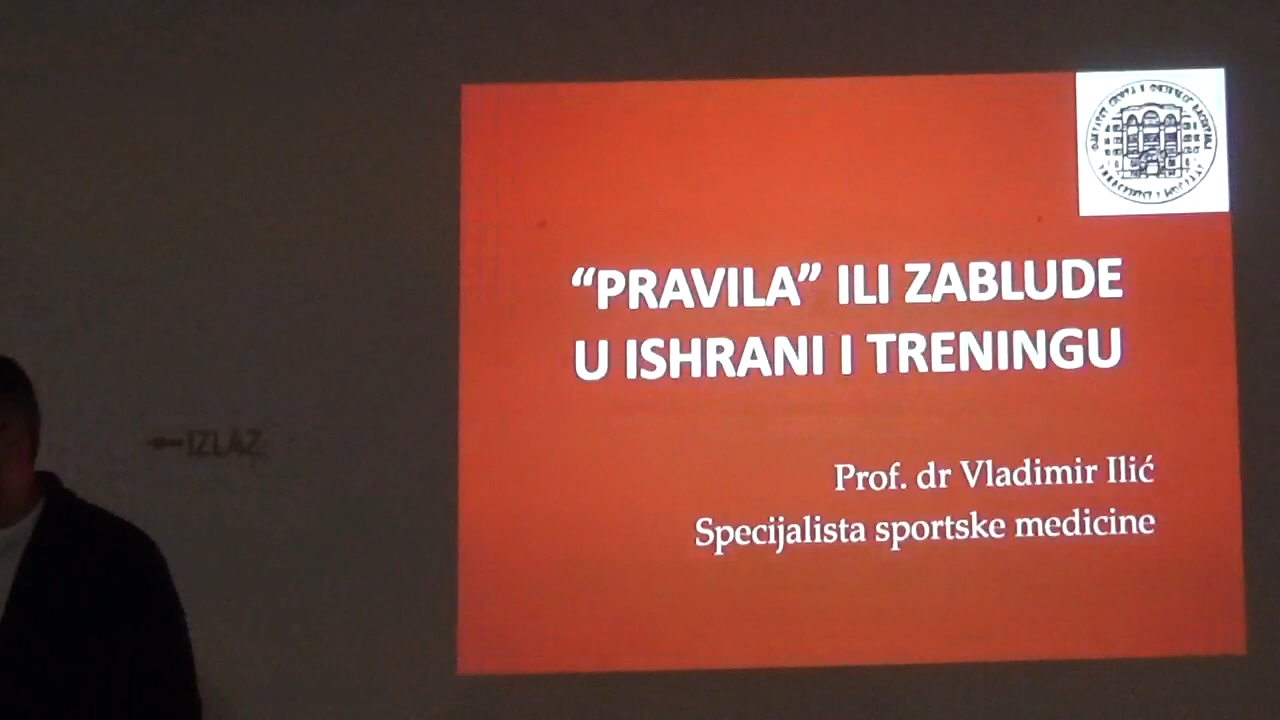 “PRAVILA” ILI ZABLUDE
U ISHRANI I TRENINGU
Prof. dr Vladimir Ilić
Specijalista sportske medicine
IZLAZ